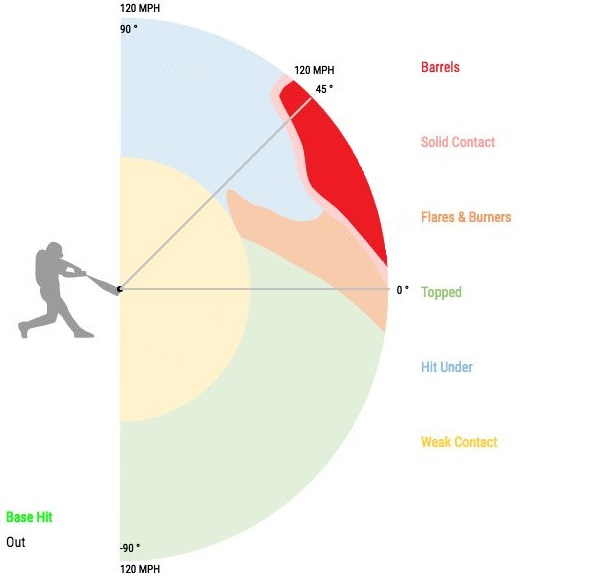 120 MPH
90 °
120 MPH
45 °
Barrels
Solid Contact
Flares & Burners
0 °
Topped
Hit Under
Weak Contact
Base Hit
Out
-90 °
120 MPH